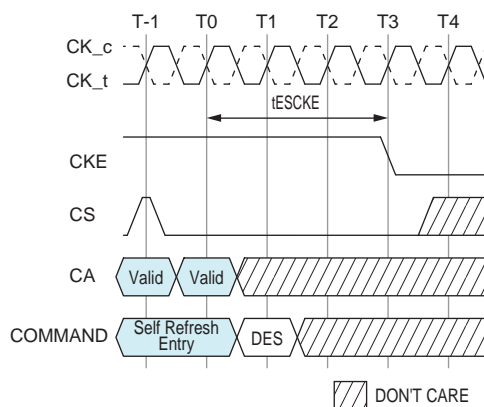 T-1 T0 T1 T2 T3 T4
CK_c
CK_t
tESCKE
CKE
CS
CA Valid Valid
COMMAND Self Refresh
Entry DES
DON'T CARE